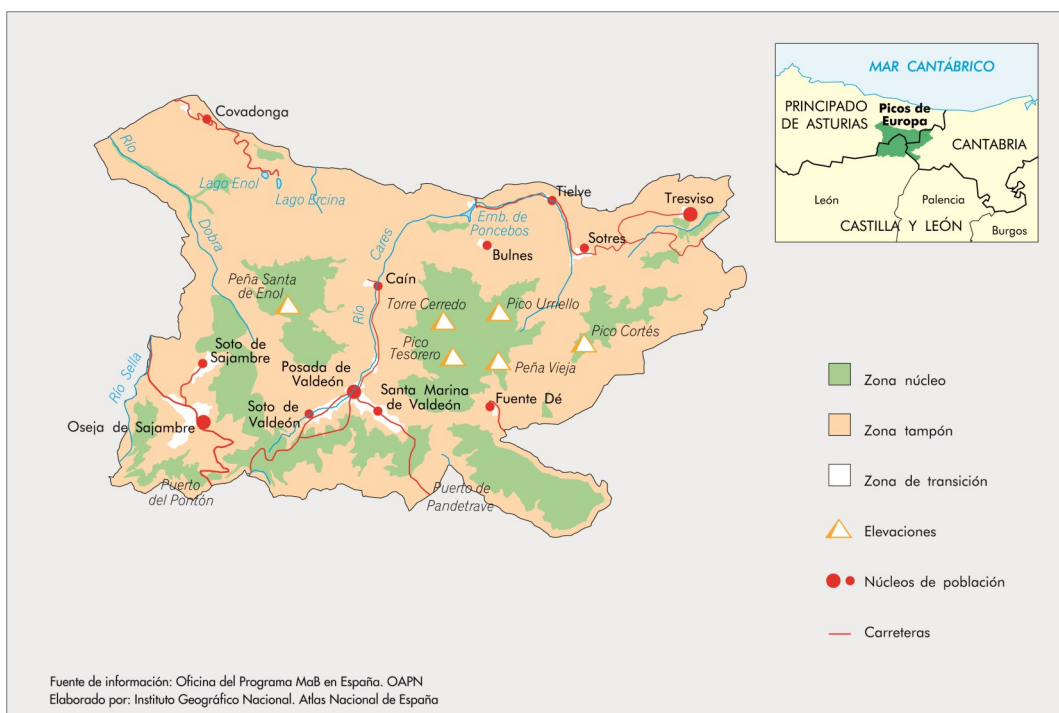 Covadonga
Río
Dobra
Lago Enol
Lago Ercina
Tielve
Tresviso
Emb. de
Poncebos
Cares
Río
Bulnes
Sotres
Caín
Peña Santa
de Enol
Torre Cerredo
Pico Urriello
Pico Cortés
Pico
Tesorero
Peña Vieja
Río Sella
Soto de
Sajambre
Posada de
Valdeón
Santa Marina
de Valdeón
Fuente Dé
Soto de
Valdeón
Oseja de Sajambre
Puerto
del Pontón
Puerto de
Pandetrave
MAR CANTÁBRICO
PRINCIPADO
DE ASTURIAS
Picos de
Europa
CANTABRIA
León
Palencia
CASTILLA Y LEÓN
Burgos
Zona núcleo
Zona tampón
Zona de transición
Elevaciones
Núcleos de población
Carreteras
Fuente de información: Oficina del Programa MaB en España. OAPN
Elaborado por: Instituto Geográfico Nacional. Atlas Nacional de España